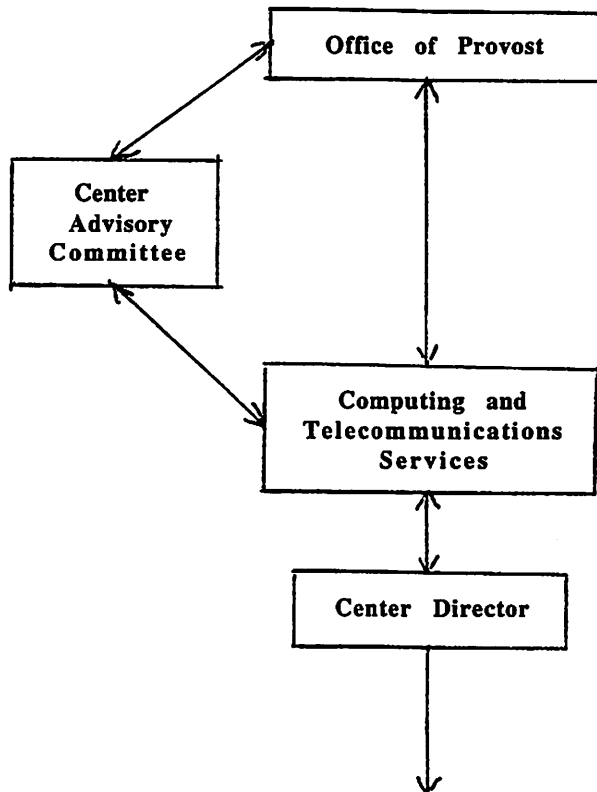 Office of Provost
Center
Advisory
Committee
Computing and
Telecommunications
Services
Center Director